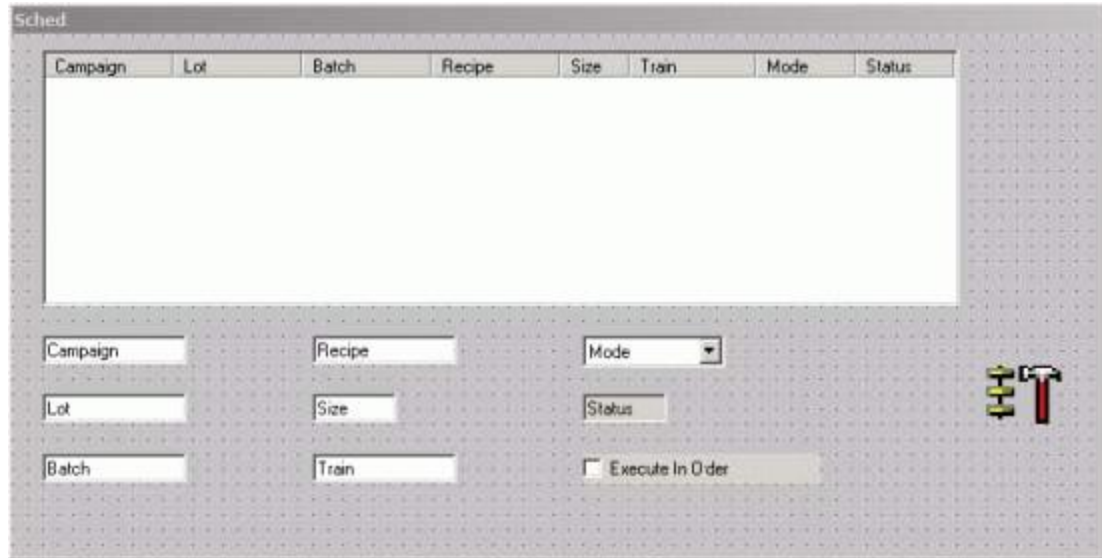 Sched
Campaign Lot Batch Recipe Size Train Mode Status
Campaign Recipe Mode
Lot Size Status
Batch Train Execute In Order